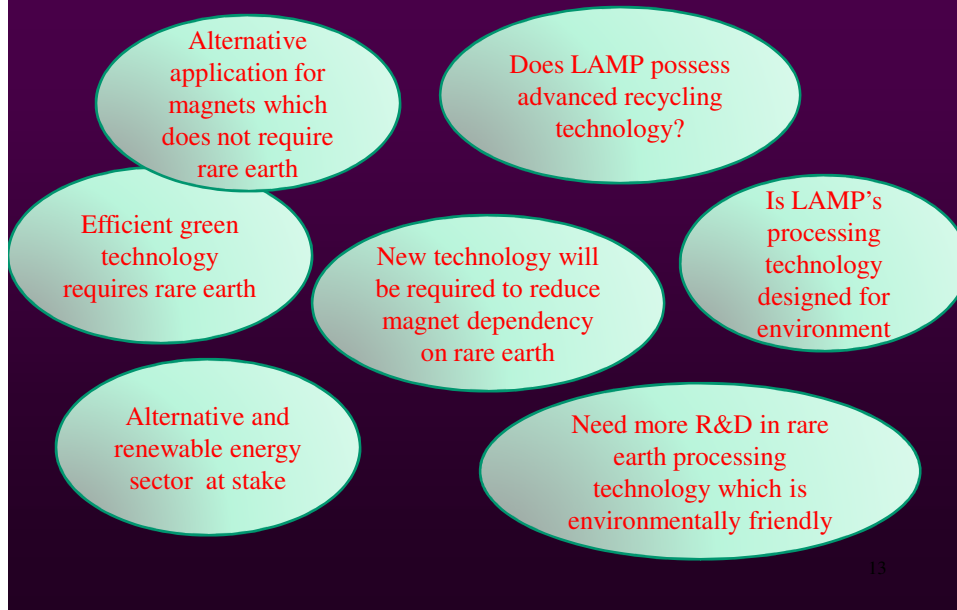 Alternative
application for
magnets which
does not require
rare earth
Does LAMP possess
advanced recycling
technology?
Efficient green
technology
requires rare earth
New technology will
be required to reduce
magnet dependency
on rare earth
Is LAMP's
processing
technology
designed for
environment
Alternative and
renewable energy
sector at stake
Need more R&D in rare
earth processing
technology which is
environmentally friendly
13